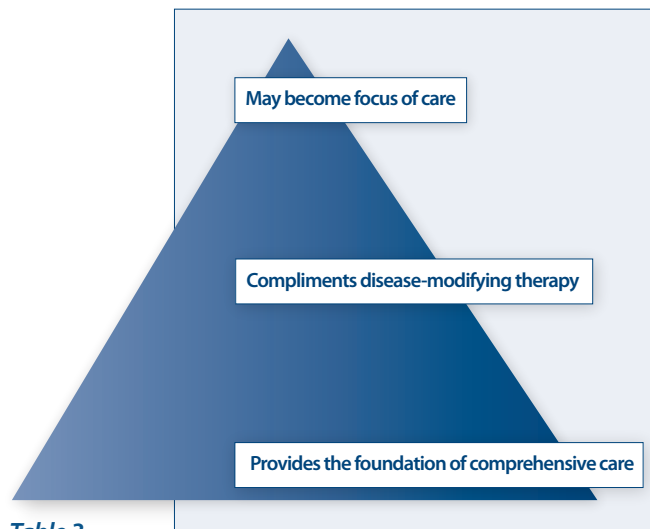 May become focus of care
Compliments disease-modifying therapy
Provides the foundation of comprehensive care